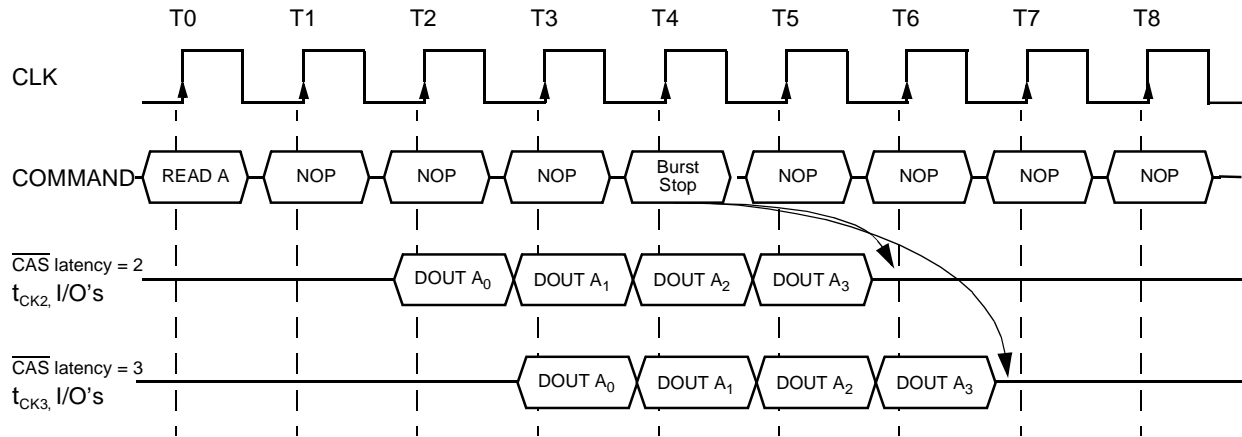 T0 T1 T2 T3 T4 T5 T6 T7 T8
CLK
COMMAND READ A NOP NOP NOP Burst Stop NOP NOP NOP NOP
CAS latency = 2
tCK2, I/O's
DOUT A0 DOUT A1 DOUT A2 DOUT A3
CAS latency = 3
tCK3, I/O's
DOUT A0 DOUT A1 DOUT A2 DOUT A3